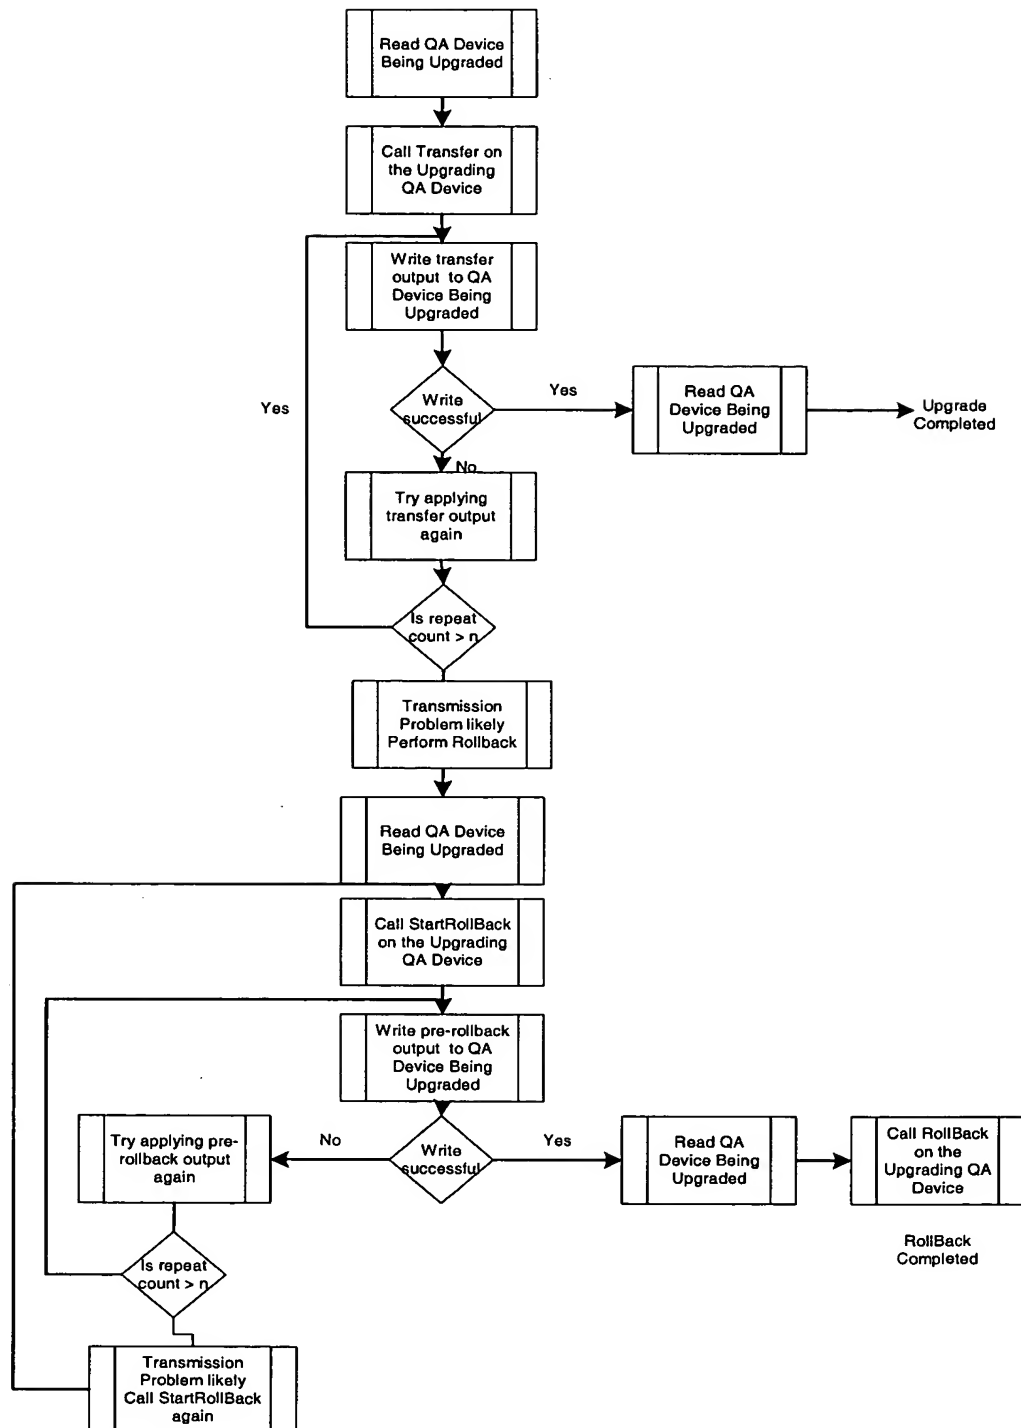 Read QA Device
Being Upgraded
Call Transfer on
the Upgrading
QA Device
Write transfer
output to QA
Device Being
Upgraded
Yes
Write
successful
Yes
Read QA
Device Being
Upgraded
Upgrade
Completed
No
Try applying
transfer output
again
Is repeat
count > n
Transmission
Problem likely
Perform Rollback
Read QA Device
Being Upgraded
Call StartRollBack
on the Upgrading
QA Device
Write pre-rollback
output to QA
Device Being
Upgraded
Try applying pre-
rollback output
again
No
Write
successful
Yes
Read QA
Device Being
Upgraded
Call RollBack
on the
Upgrading QA
Device
RollBack
Completed
Is repeat
count > n
Transmission
Problem likely
Call StartRollBack
again